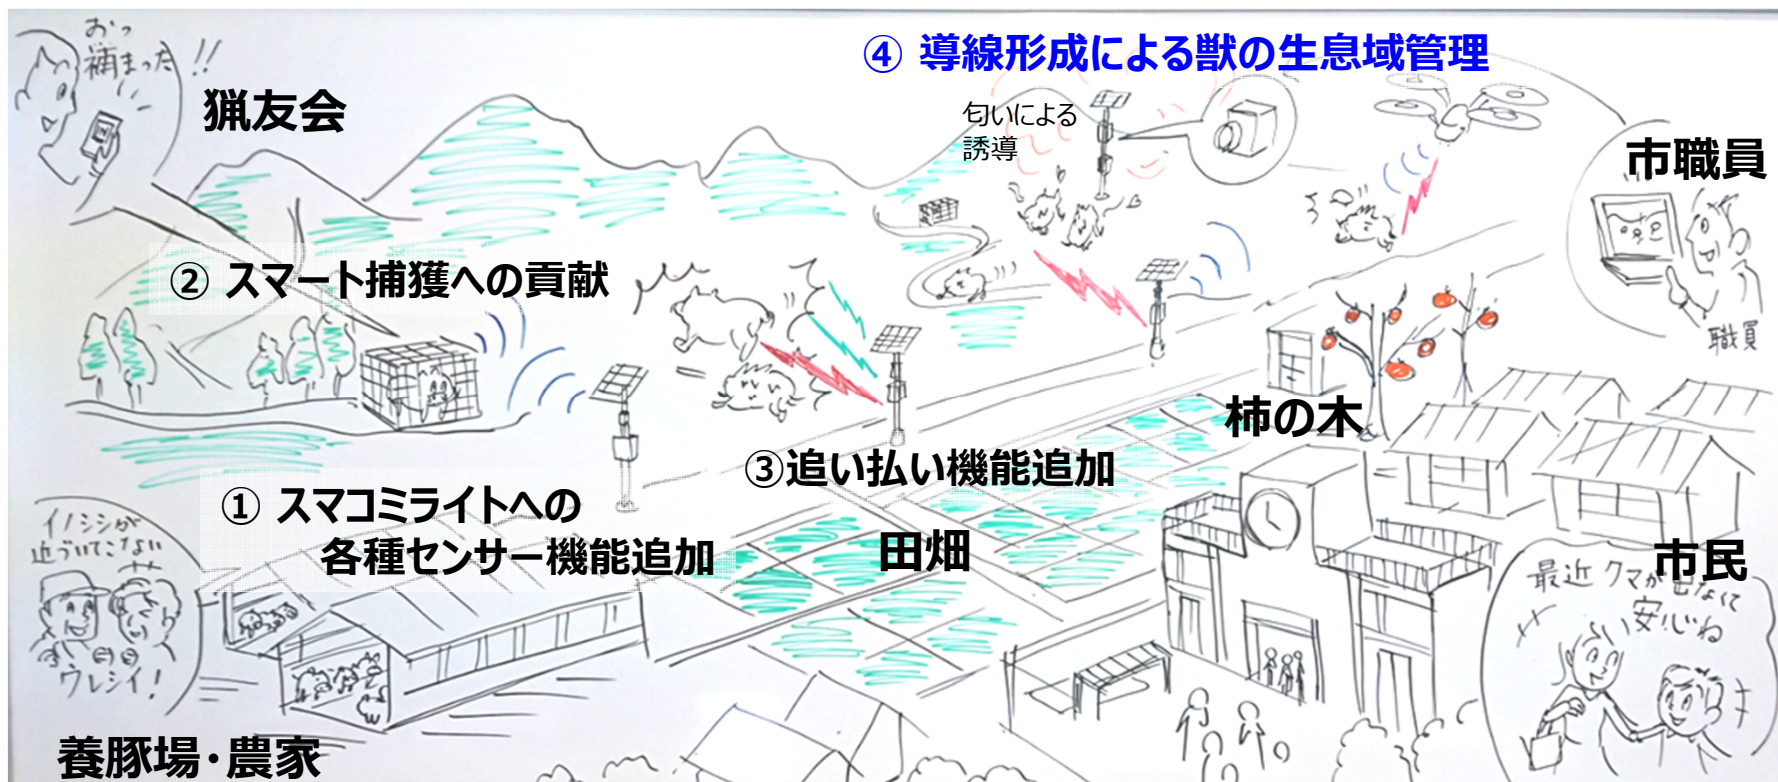 おっ
捕まった!!
猟友会
④ 導線形成による獣の生息域管理
匂いによる
誘導
市職員
職員
② スマート捕獲への貢献
柿の木
③追い払い機能追加
① スマコミライトへの
各種センサー機能追加
田畑
イノシシが
近づいてこない
ウレシイ!
養豚場・農家
市民
最近 クマが出なくて
安心ね